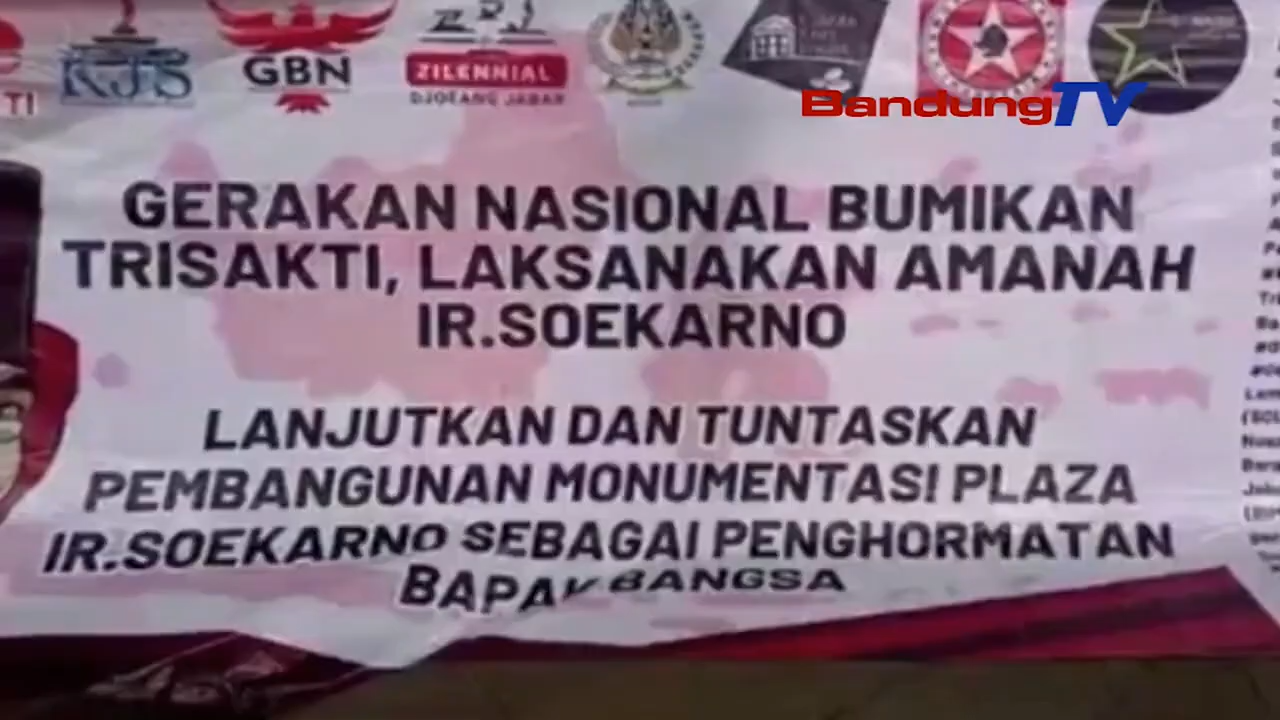 KJS
GBN
ZILENNIAL
DJOEANG JABAR
BandungTV
GERAKAN NASIONAL BUMIKAN
TRISAKTI, LAKSANAKAN AMANAH
IR.SOEKARNO
LANJUTKAN DAN TUNTASKAN
PEMBANGUNAN MONUMENTASI PLAZA
IR.SOEKARNO SEBAGAI PENGHORMATAN
BAPAK BANGSA